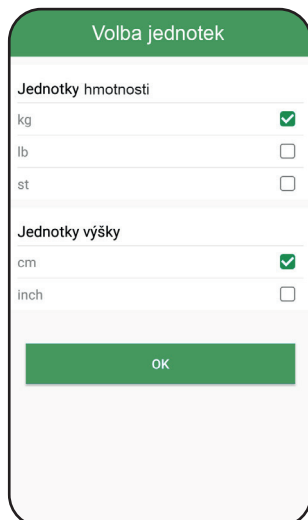 Volba jednotek
Jednotky hmotnosti
kg
lb
st
Jednotky výšky
cm
inch
OK